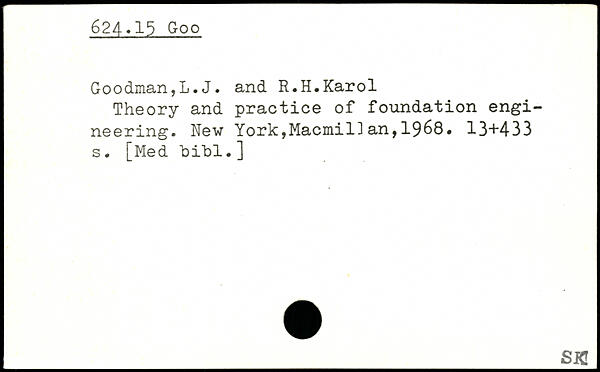 624.15 Goo
Goodman,L.J. and R.H.Karol
Theory and practice of foundation engi-
neering. New York,Macmillan,1968. 13+433
s. [Med bibl.]
SK